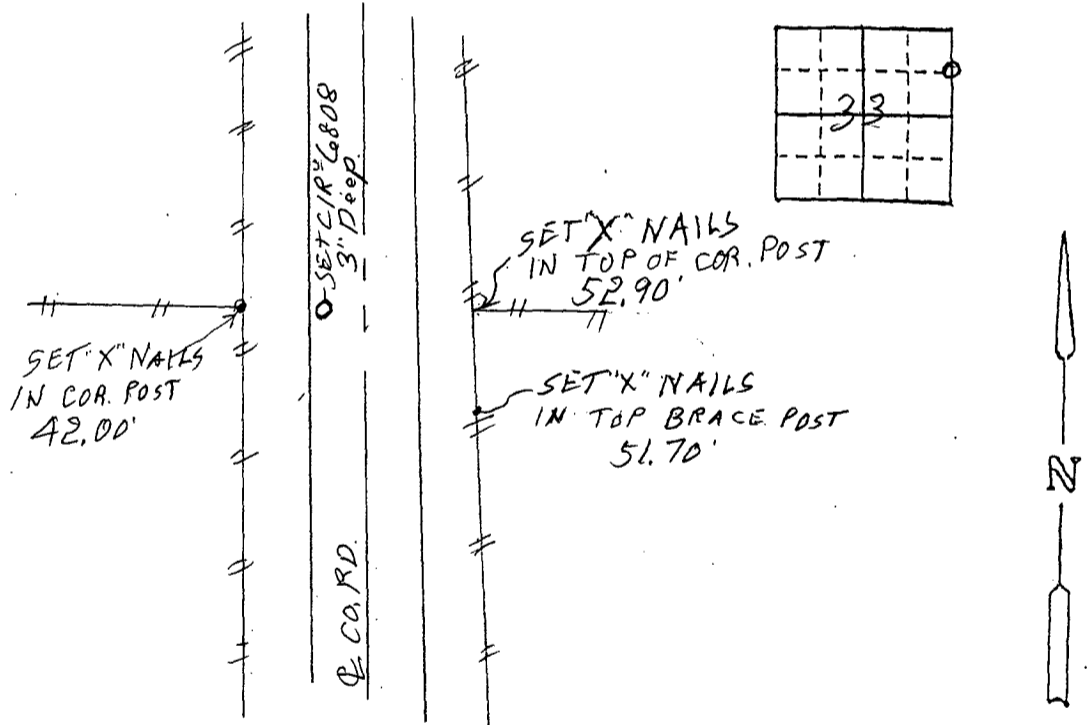 33
SET C/R # 6808
3" Deep
SET "X" NAILS
IN TOP OF COR. POST
52.90'
SET "X" NAILS
IN COR. POST
42.00'
SET "X" NAILS
IN TOP BRACE POST
51.70'
℄ CO. RD.
N